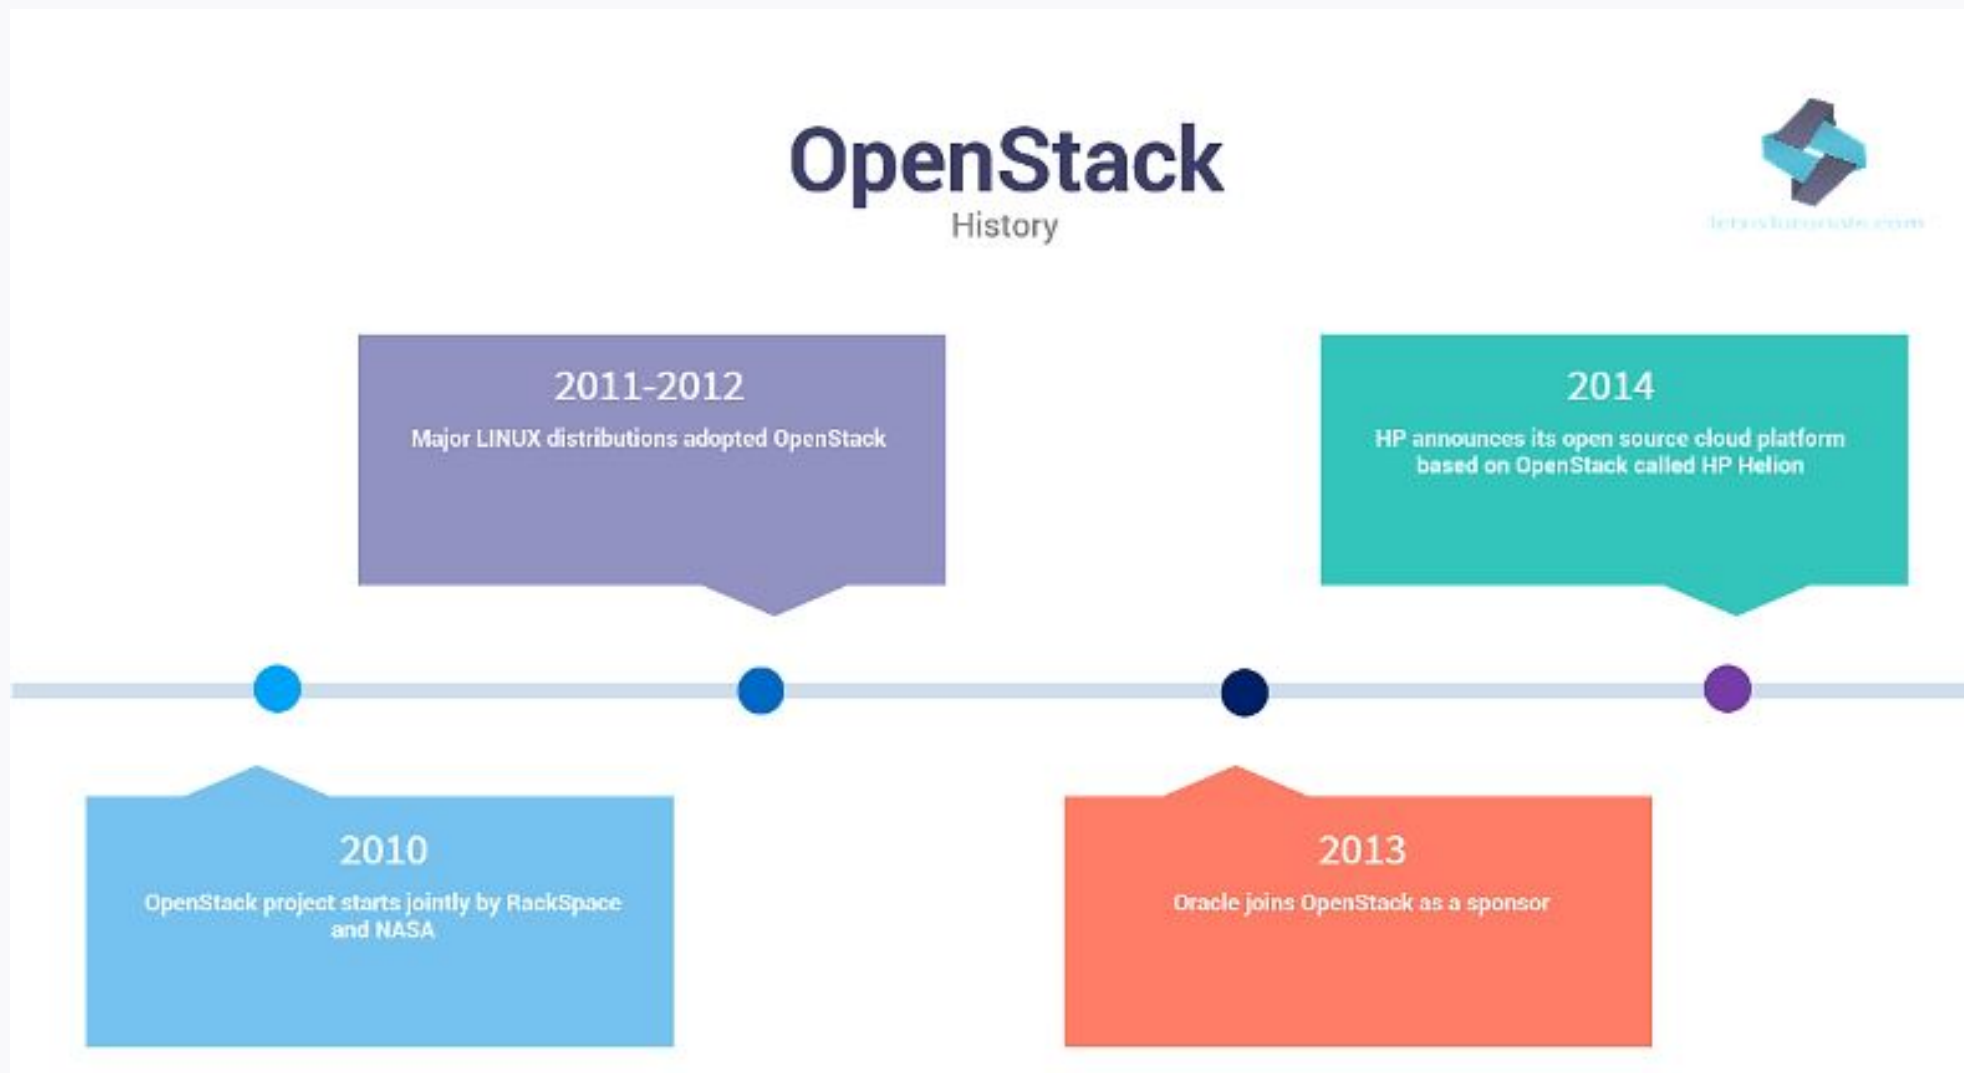 OpenStack
History
2011-2012
Major LINUX distributions adopted OpenStack
2014
HP announces its open source cloud platform
based on OpenStack called HP Helion
2010
OpenStack project starts jointly by RackSpace
and NASA
2013
Oracle joins OpenStack as a sponsor